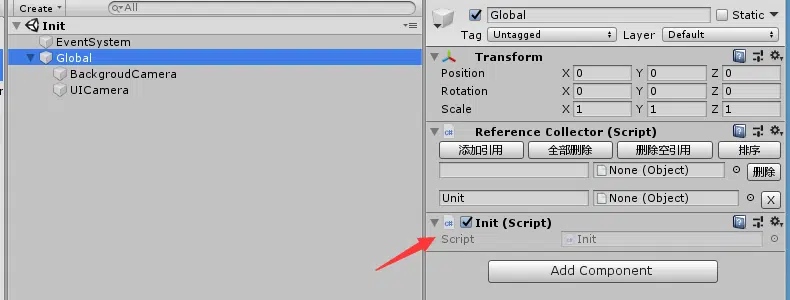 Create
All
Init
EventSystem
Global
BackgroudCamera
UICamera
Global
Static
Tag
Untagged
Layer
Default
Transform
Position X 0 Y 0 Z 0
Rotation X 0 Y 0 Z 0
Scale X 1 Y 1 Z 1
Reference Collector (Script)
添加引用 全部删除 删除空引用 排序
None (Object) 删除
Unit None (Object) X
Init (Script)
Script Init
Add Component